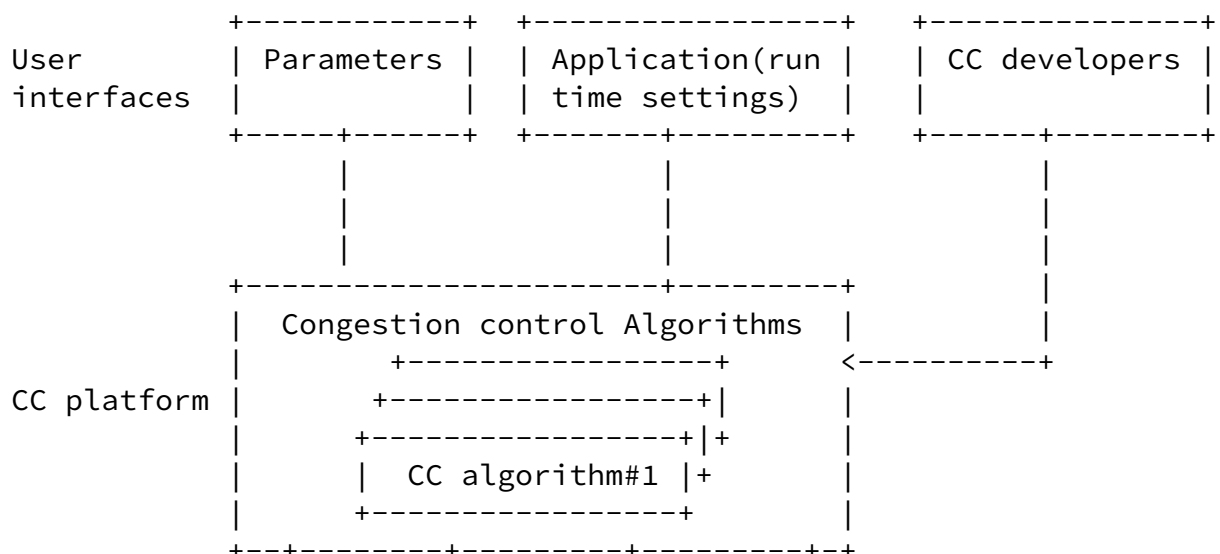 User interfaces
Parameters
Application(run
time settings)
CC developers
Congestion control Algorithms
CC platform
CC algorithm#1